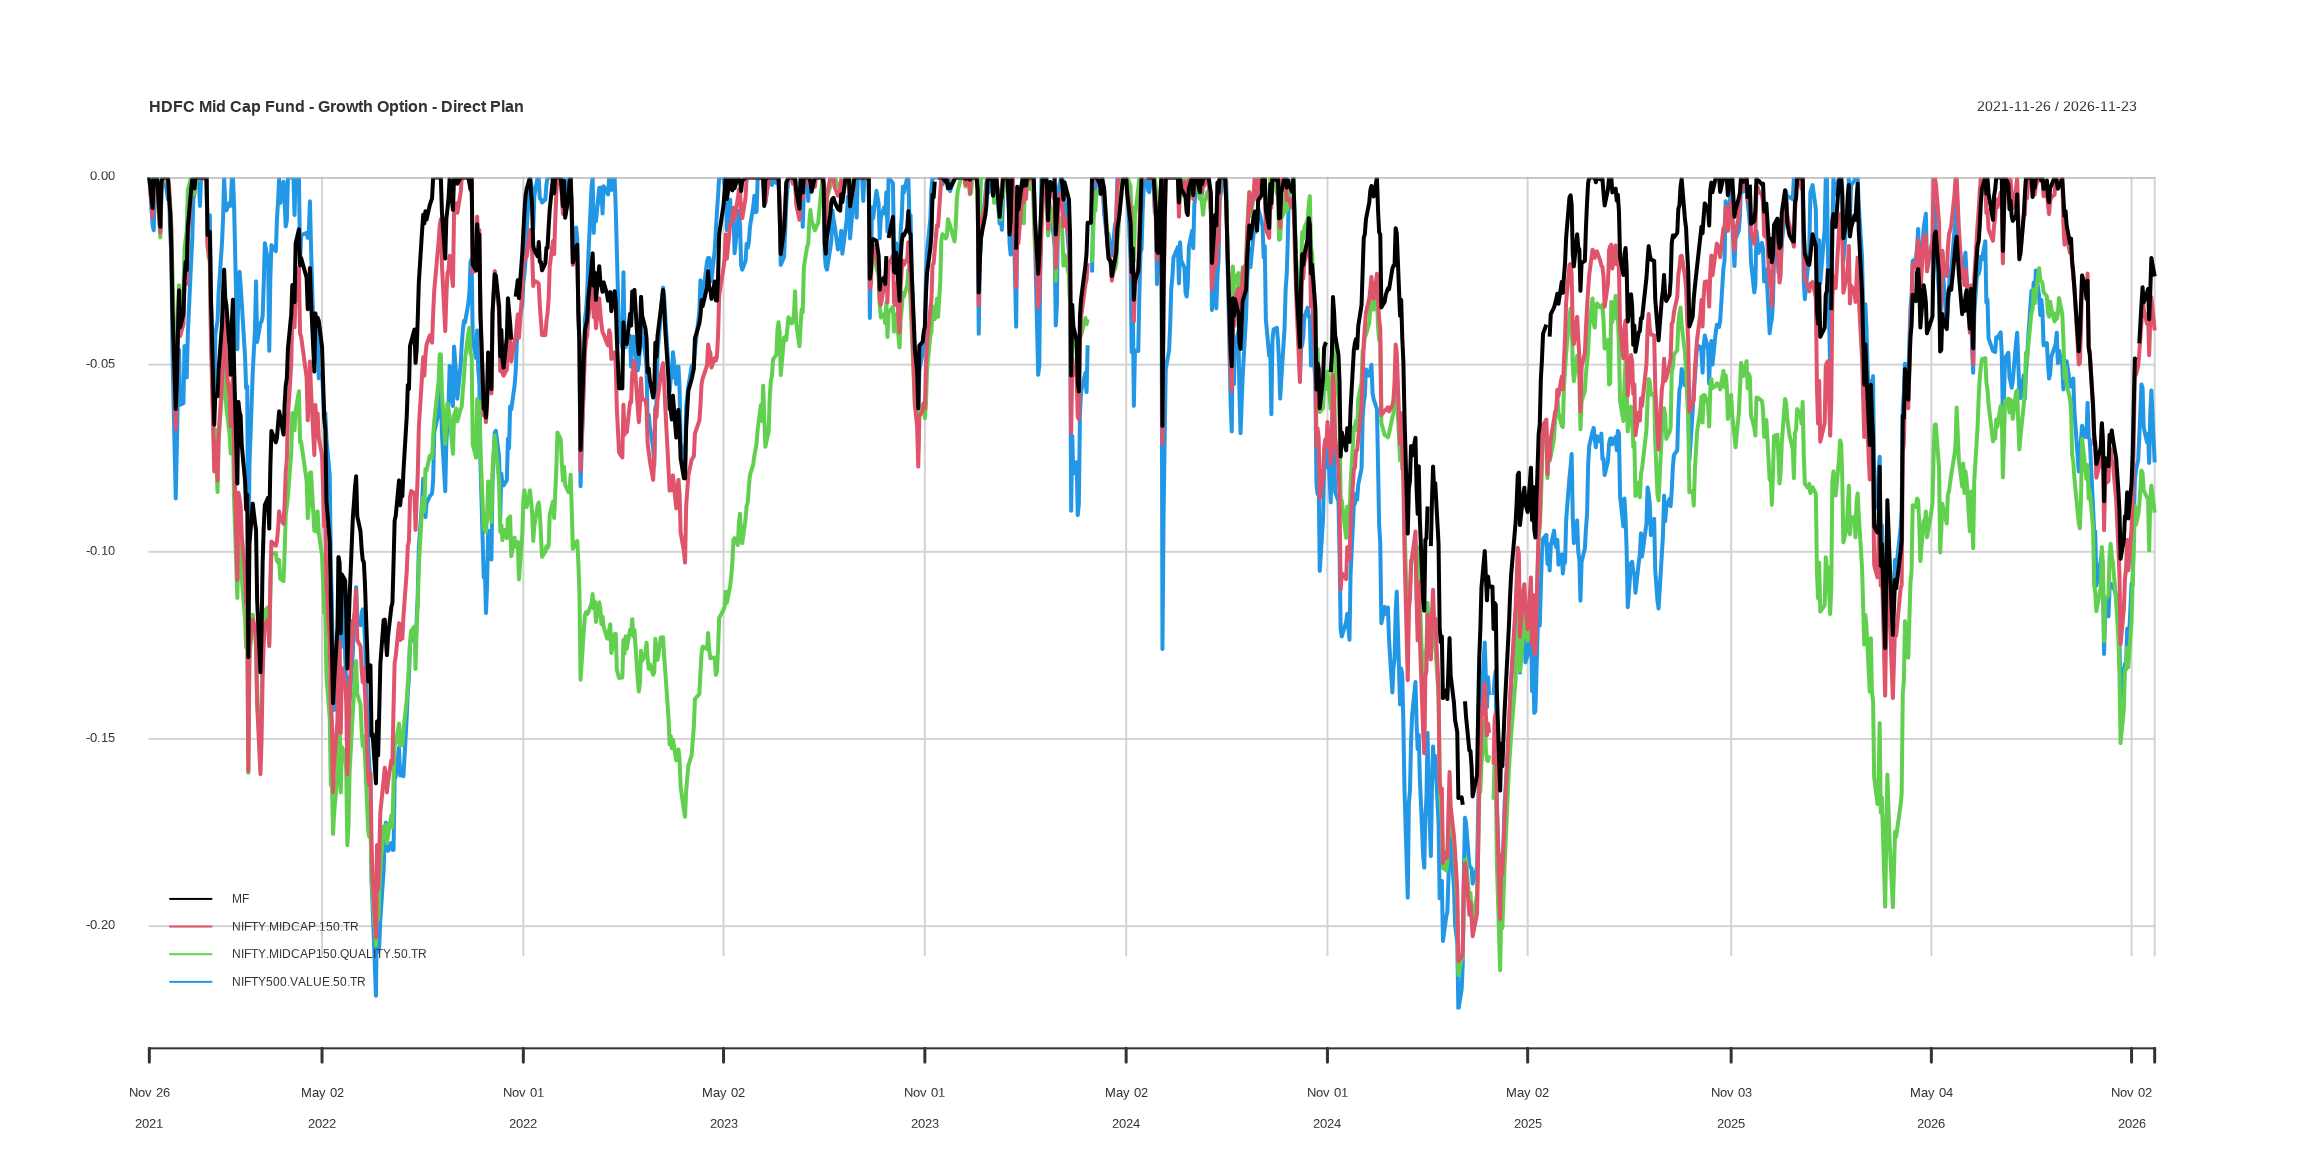 HDFC Mid Cap Fund - Growth Option - Direct Plan
2021-11-26 / 2026-11-23
0.00
-0.05
-0.10
-0.15
-0.20
MF
NIFTY.MIDCAP.150.TR
NIFTY.MIDCAP150.QUALITY.50.TR
NIFTY500.VALUE.50.TR
Nov 26 May 02 Nov 01 May 02 Nov 01 May 02 Nov 01 May 02 Nov 03 May 04 Nov 02
2021 2022 2022 2023 2023 2024 2024 2025 2025 2026 2026